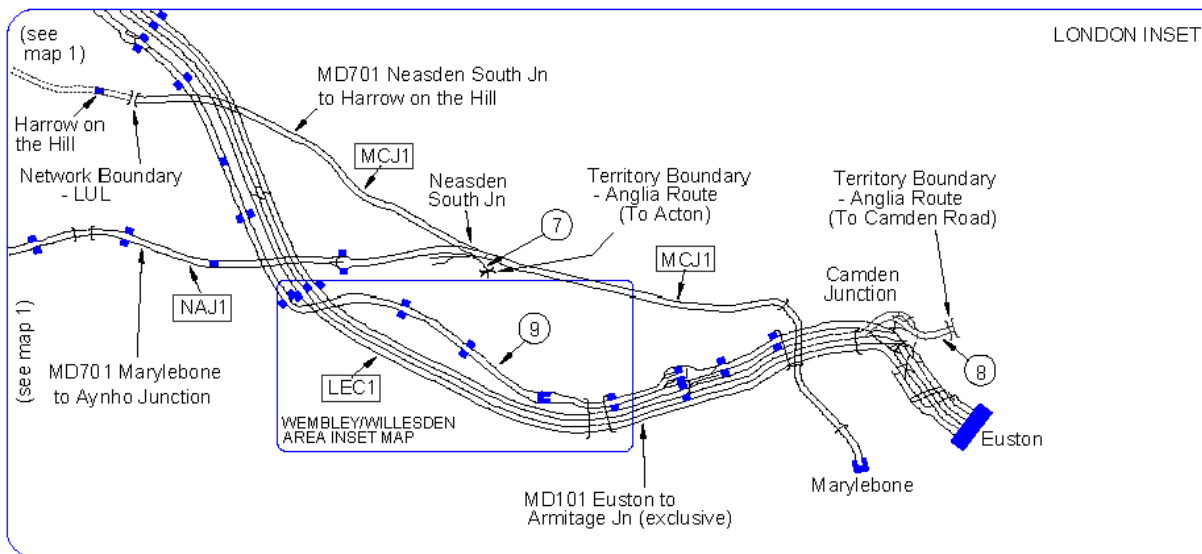 (see
map 1)
LONDON INSET
MD701 Neasden South Jn
to Harrow on the Hill
Harrow on
the Hill
MCJ1
Network Boundary
- LUL
Neasden
South Jn
Territory Boundary
- Anglia Route
(To Acton)
Territory Boundary
- Anglia Route
(To Camden Road)
7
MCJ1
Camden
Junction
NAJ1
(see map 1)
9
8
MD701 Marylebone
to Aynho Junction
LEC1
WEMBLEY/WILLESDEN
AREA INSET MAP
Euston
Marylebone
MD101 Euston to
Armitage Jn (exclusive)